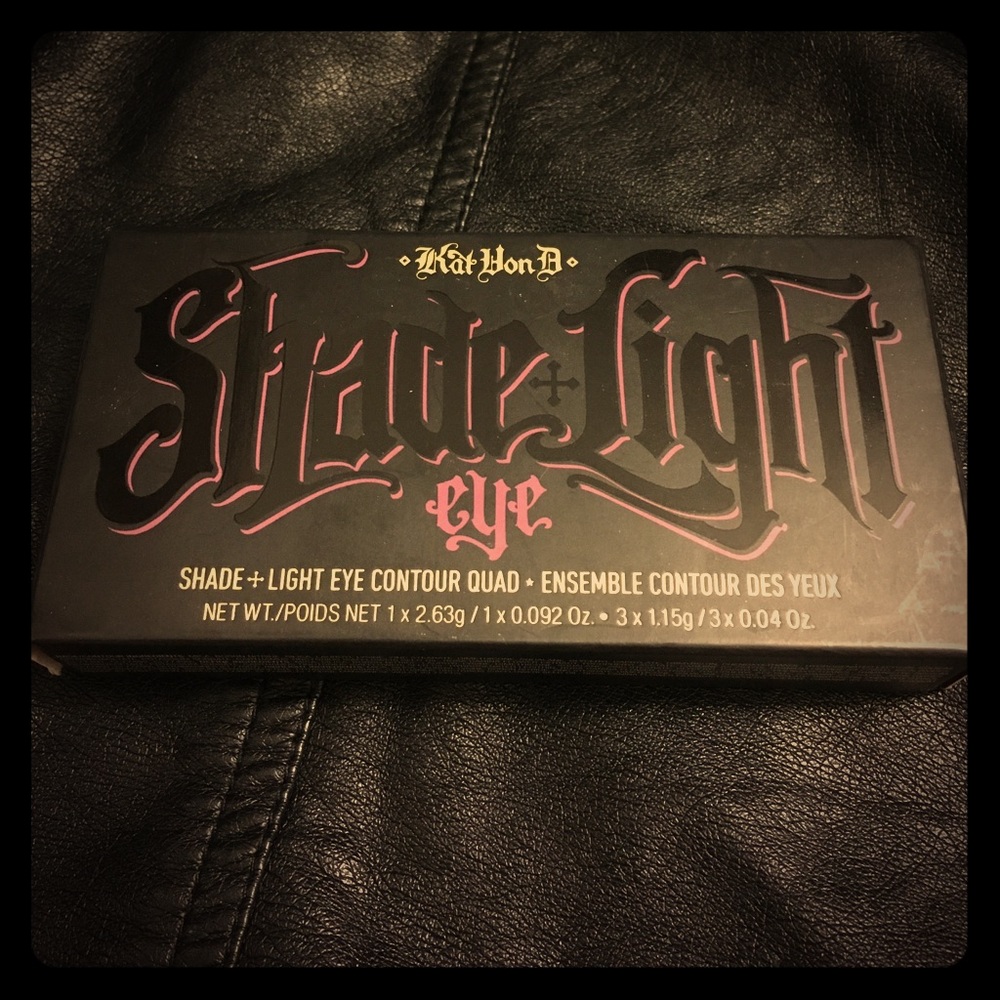 Kat Von D
Shade + Light
eye
SHADE + LIGHT EYE CONTOUR QUAD • ENSEMBLE CONTOUR DES YEUX
NET WT./POIDS NET 1 x 2.63g / 1 x 0.092 Oz. • 3 x 1.15g / 3 x 0.04 Oz.